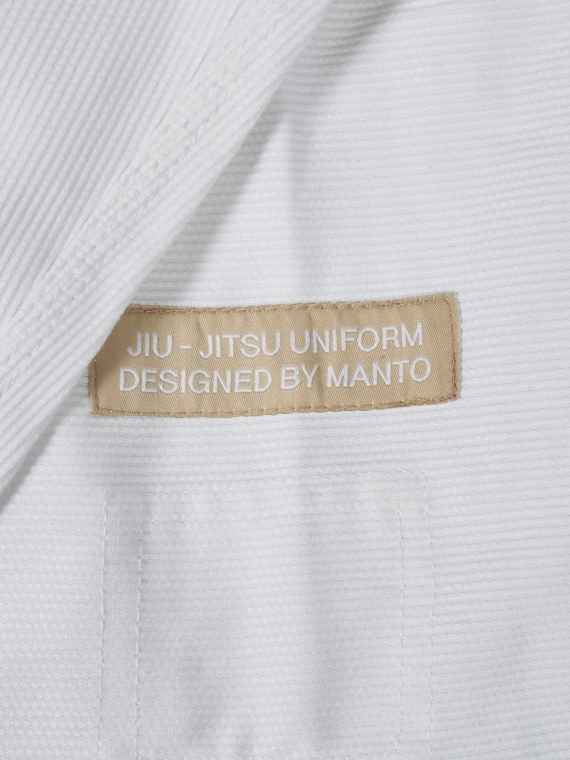 JIU - JITSU UNIFORM
DESIGNED BY MANTO